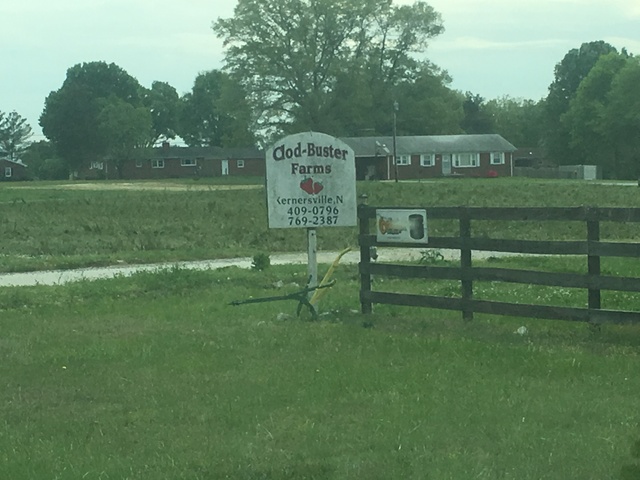 Clod-Buster
Farms
Kernersville, N
409-0796
769-2387